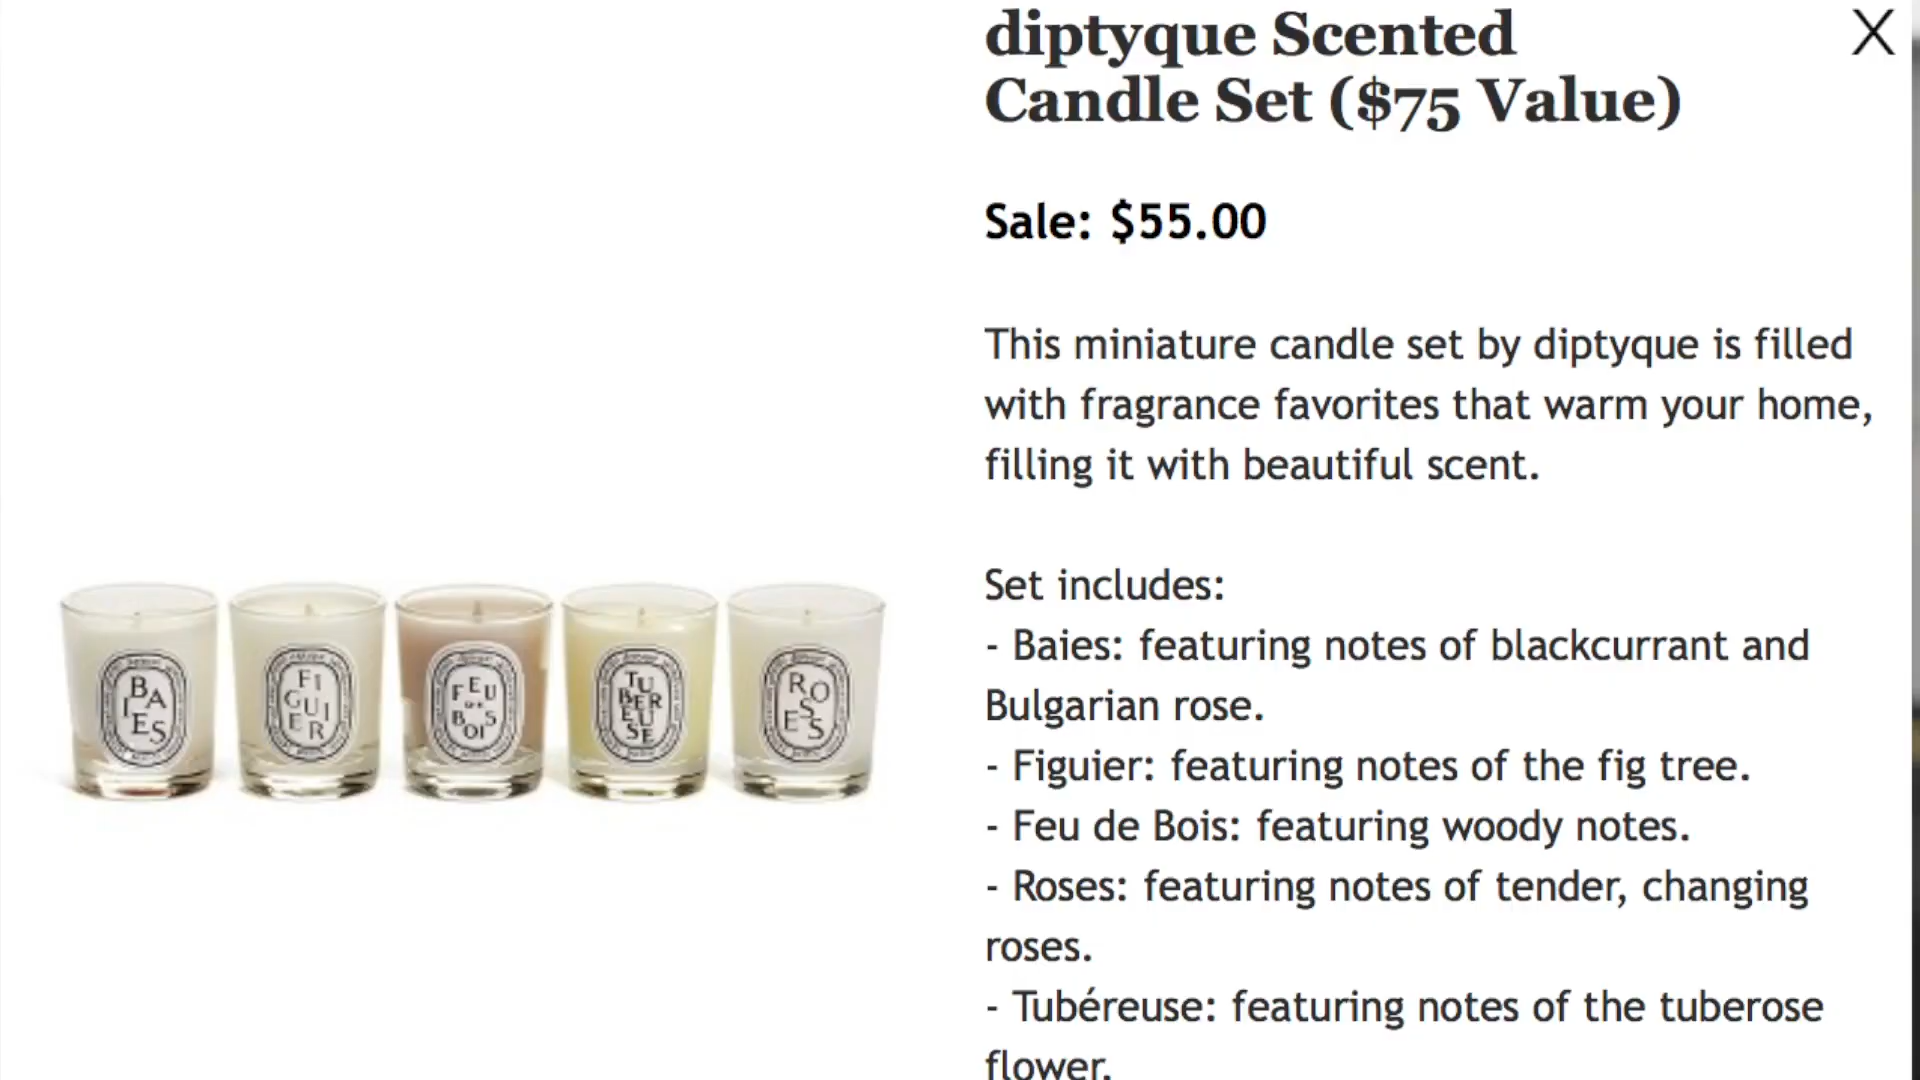 diptyque Scented
Candle Set ($75 Value)
X
Sale: $55.00
This miniature candle set by diptyque is filled
with fragrance favorites that warm your home,
filling it with beautiful scent.
Set includes:
- Baies: featuring notes of blackcurrant and
Bulgarian rose.
- Figuier: featuring notes of the fig tree.
- Feu de Bois: featuring woody notes.
- Roses: featuring notes of tender, changing
roses.
- Tubéreuse: featuring notes of the tuberose
flower.
BAIES
FIGUIER
FEU DE BOIS
TUBEREUSE
ROSES